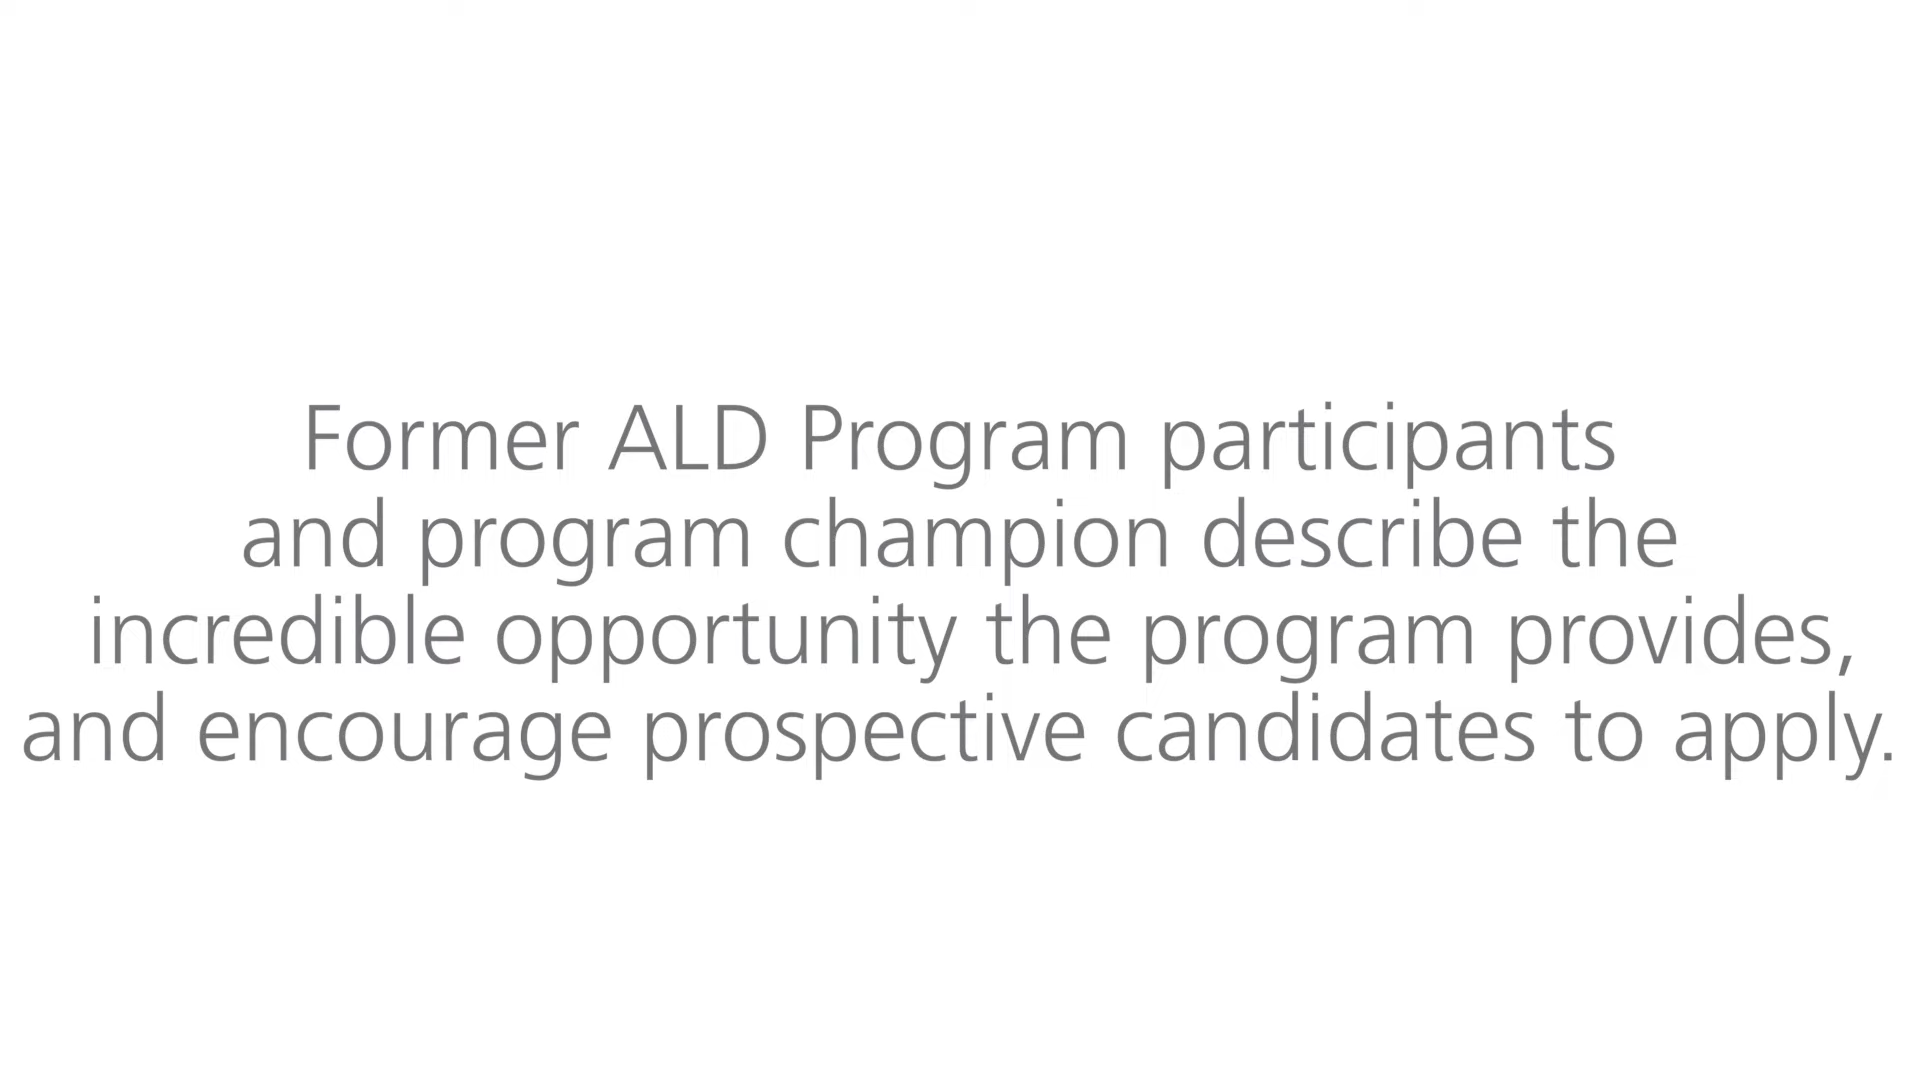 Former ALD Program participants
and program champion describe the
incredible opportunity the program provides,
and encourage prospective candidates to apply.